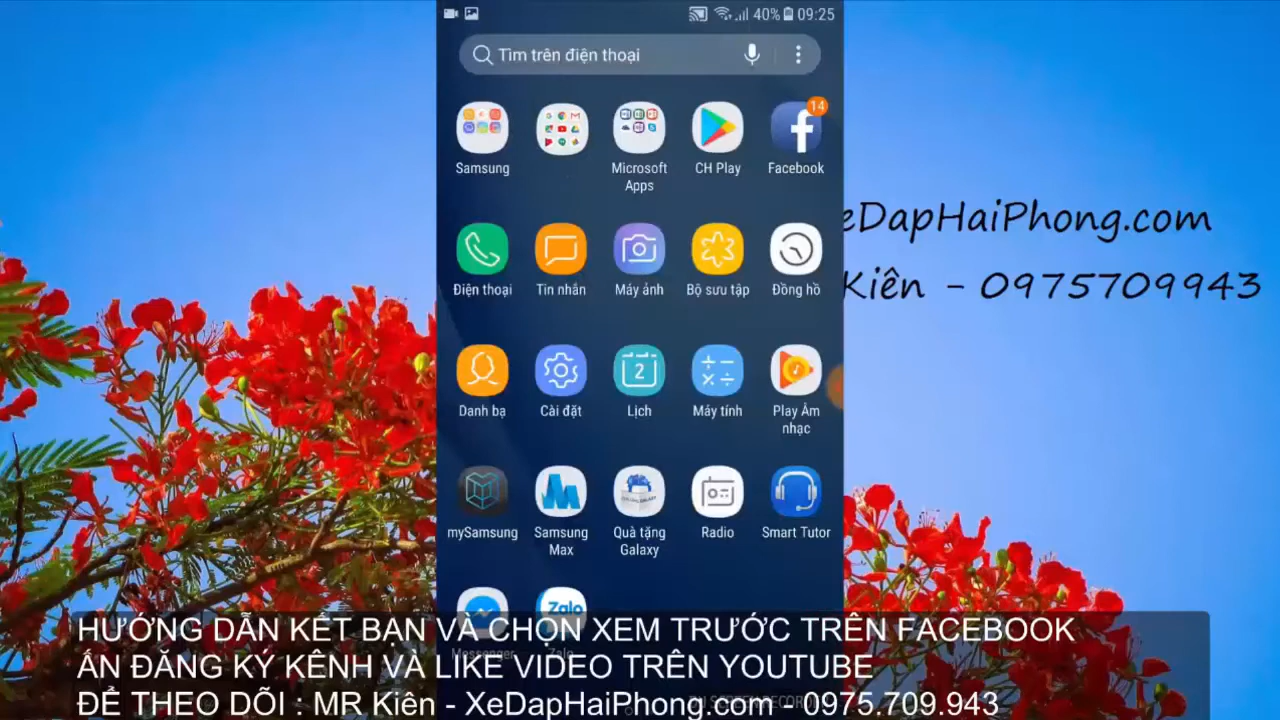 40% 09:25
Tìm trên điện thoại
14
Samsung
Microsoft Apps
CH Play
Facebook
eDapHaiPhong.com
Kiên - 0975709943
Điện thoại
Tin nhắn
Máy ảnh
Bộ sưu tập
Đồng hồ
2
Danh bạ
Cài đặt
Lịch
Máy tính
Play Âm nhạc
mySamsung
Samsung Max
Quà tặng Galaxy
Radio
Smart Tutor
Zalo
Messenger
Zalo
HƯỚNG DẪN KẾT BẠN VÀ CHỌN XEM TRƯỚC TRÊN FACEBOOK
ẤN ĐĂNG KÝ KÊNH VÀ LIKE VIDEO TRÊN YOUTUBE
ĐỂ THEO DÕI : MR Kiên - XeDapHaiPhong.com - 0975.709.943